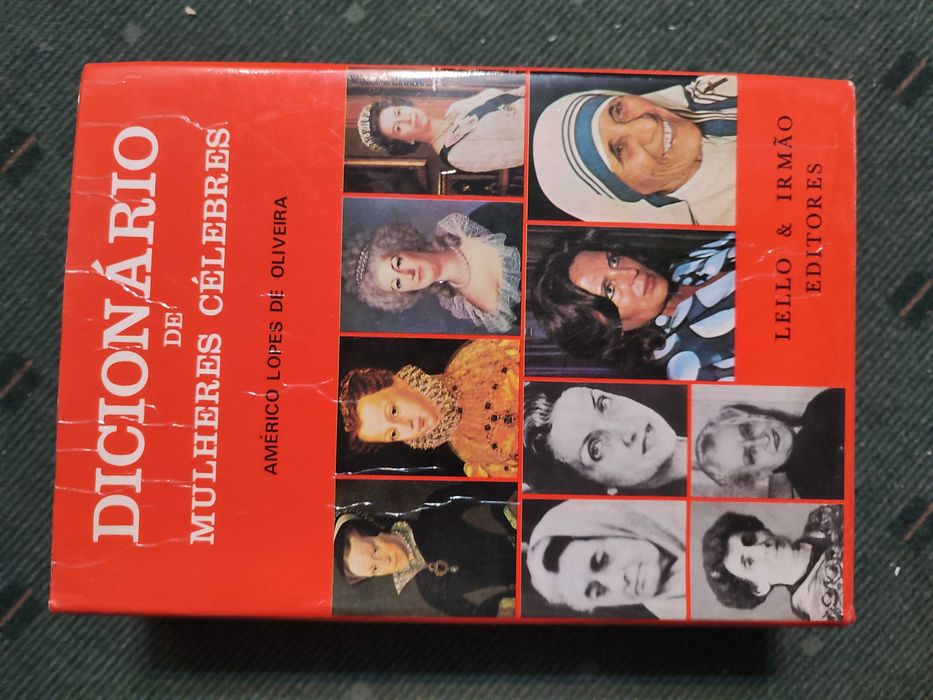 DICIONÁRIO
DE
MULHERES CÉLEBRES
AMÉRICO LOPES DE OLIVEIRA
LELLO & IRMÃO
EDITORES